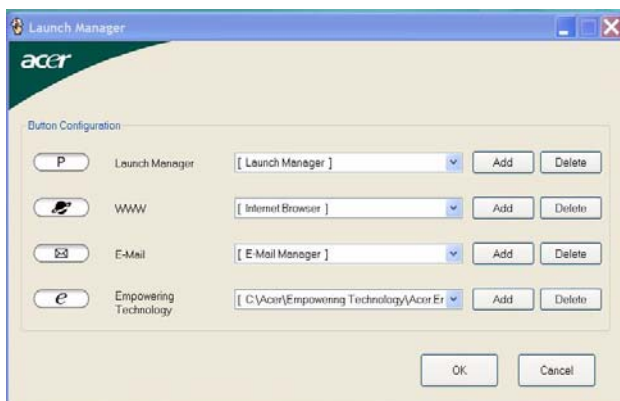 Launch Manager
acer
Button Configuration
P Launch Manager [ Launch Manager ] Add Delete
WWW [ Internet Browser ] Add Delete
E-Mail [ E-Mail Manager ] Add Delete
e Empowering Technology [ C:\Acer\Empowering Technology\Acer.Er Add Delete
OK Cancel